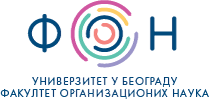 ФОН
УНИВЕРЗИТЕТ У БЕОГРАДУ
ФАКУЛТЕТ ОРГАНИЗАЦИОНИХ НАУКА